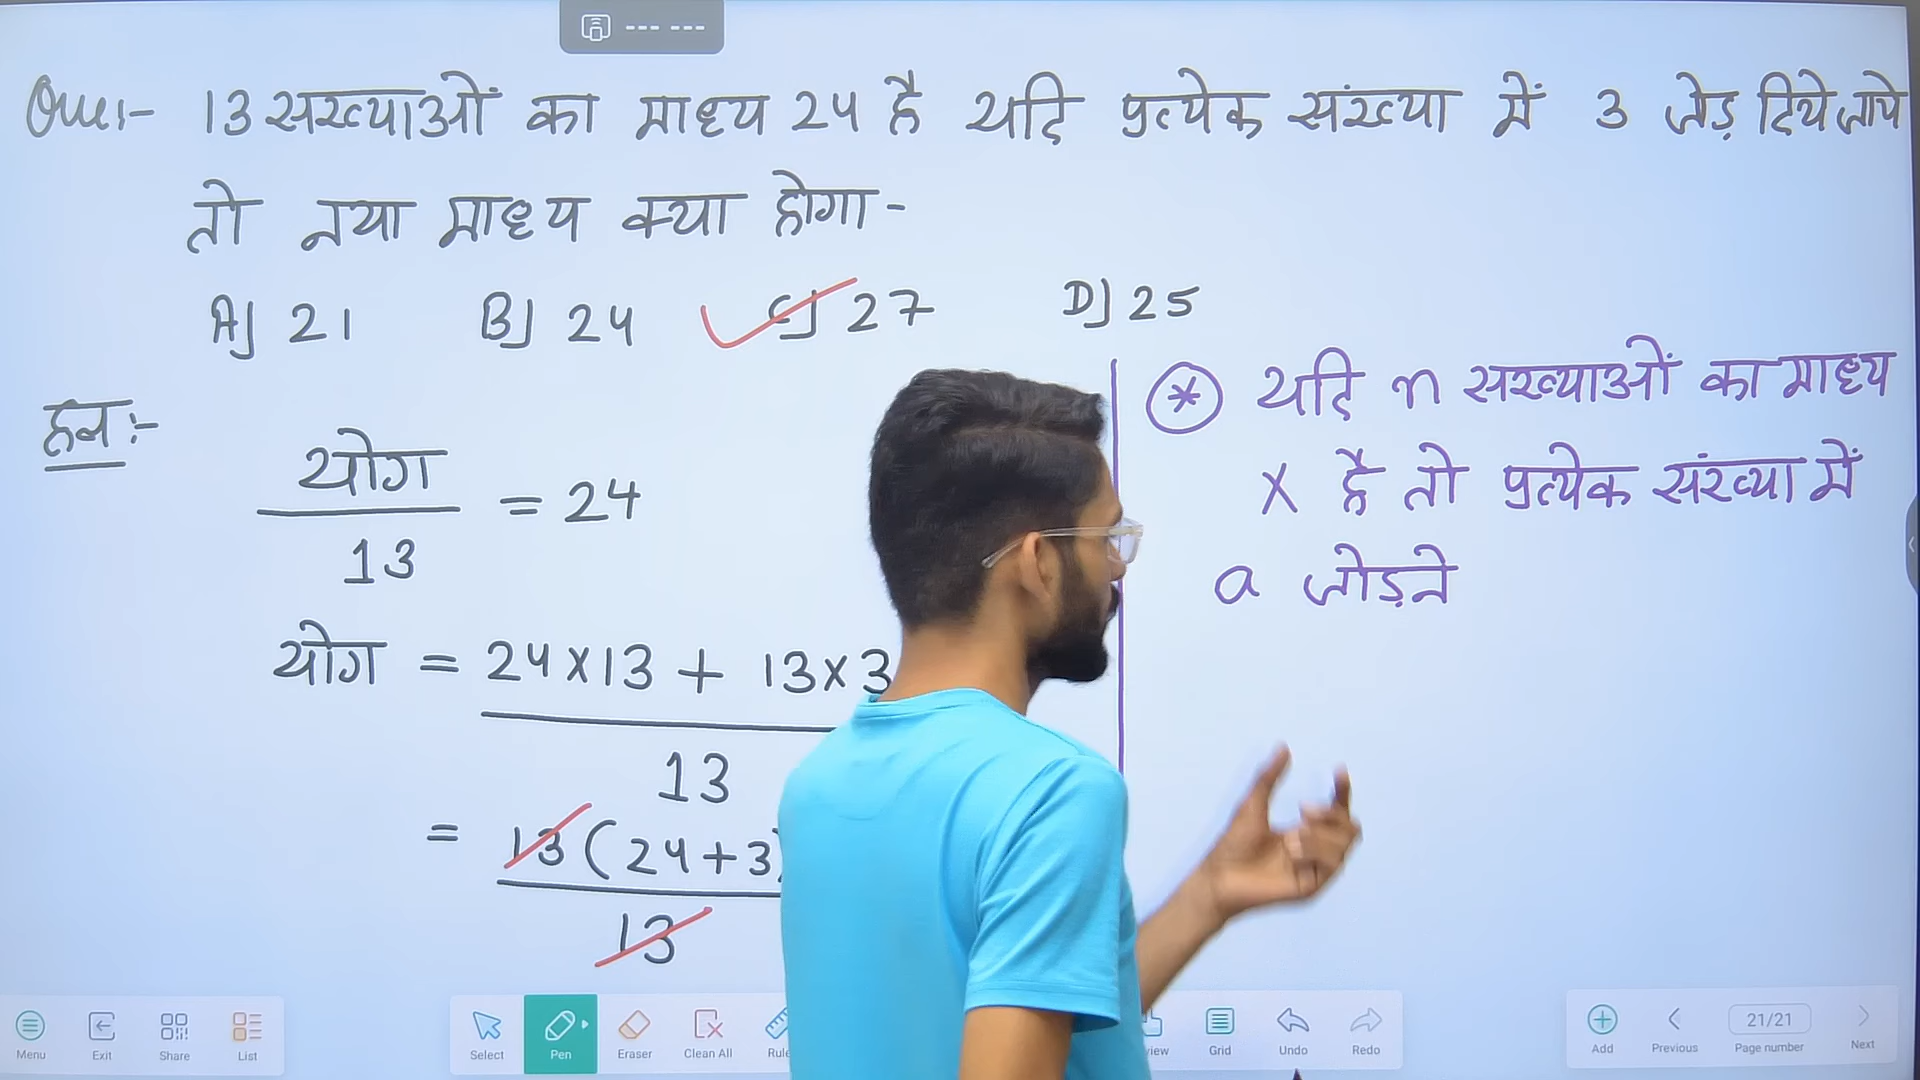 --- ---
Que:- 13 सख्याओं का माध्य 24 है यदि प्रत्येक संख्या में 3 जोड़ दिये जाये
तो नया माध्य क्या होगा -
A] 21 B] 24 C] 27 D] 25
हल :-
योग
13
= 24
योग = 24 x 13 + 13 x 3
13
= 13 ( 24 + 3 )
13
* यदि n सख्याओं का माध्य
x है तो प्रत्येक संख्या में
a जोड़ने
Menu Exit Share List Select Pen Eraser Clean All Grid Undo Redo Add Previous Page number Next
21/21